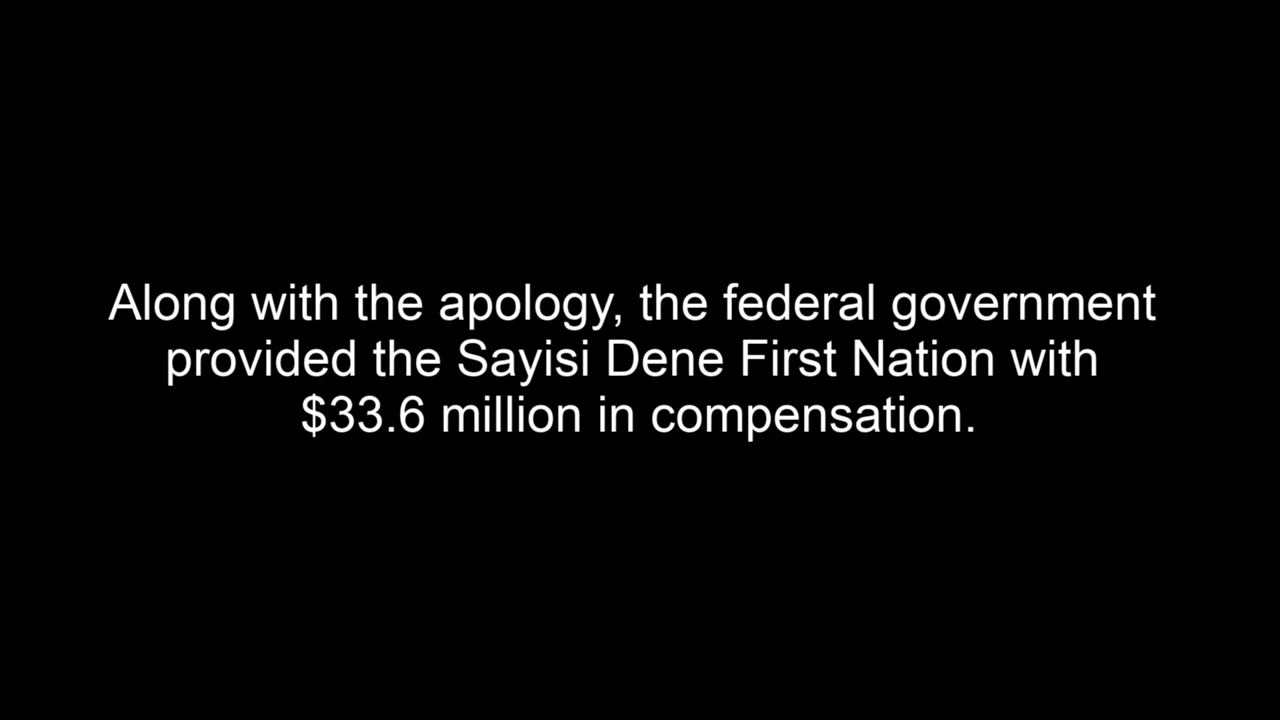 Along with the apology, the federal government
provided the Sayisi Dene First Nation with
$33.6 million in compensation.